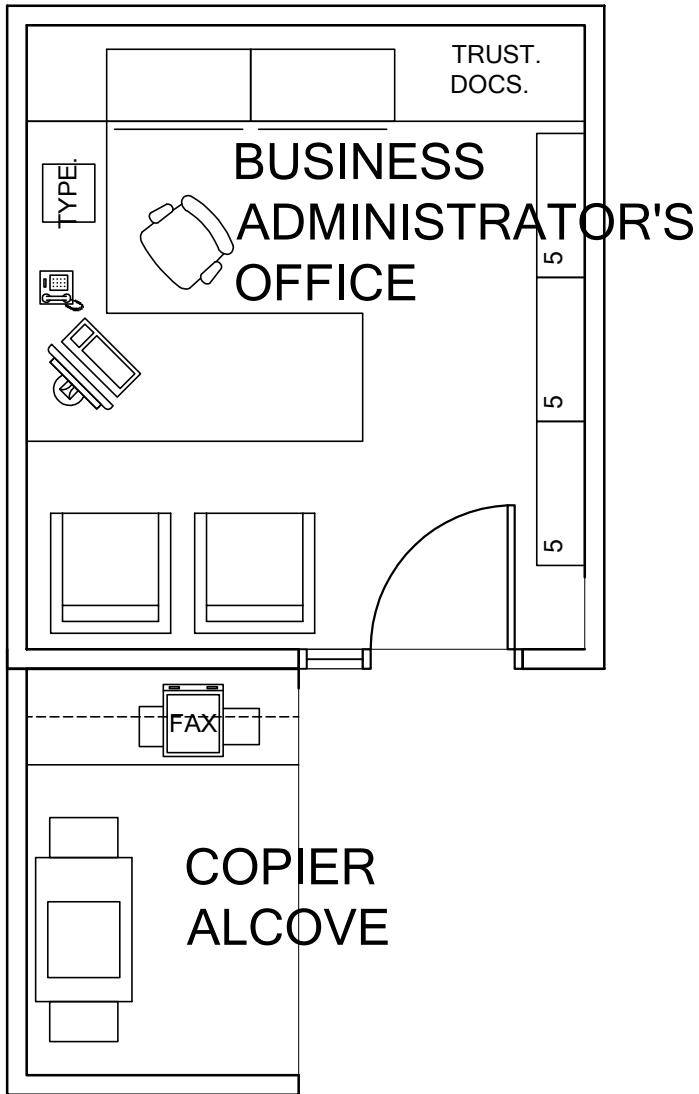 TRUST.
DOCS.
BUSINESS
ADMINISTRATOR'S
OFFICE
TYPE.
5
5
5
FAX
COPIER
ALCOVE